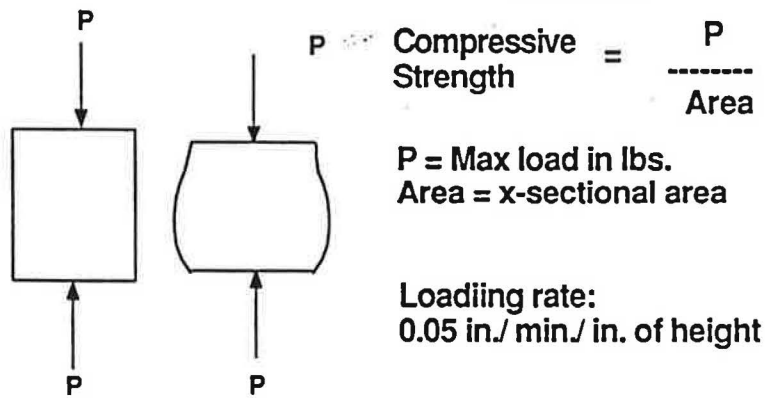 P
P
Compressive = P
Strength --------
Area
P = Max load in lbs.
Area = x-sectional area
Loadiing rate:
0.05 in./ min./ in. of height
P
P